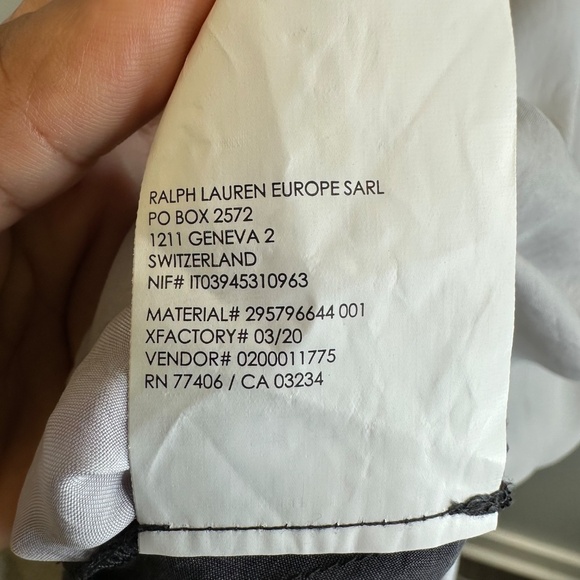 RALPH LAUREN EUROPE SARL
PO BOX 2572
1211 GENEVA 2
SWITZERLAND
NIF# IT03945310963
MATERIAL# 295796644 001
XFACTORY# 03/20
VENDOR# 0200011775
RN 77406 / CA 03234